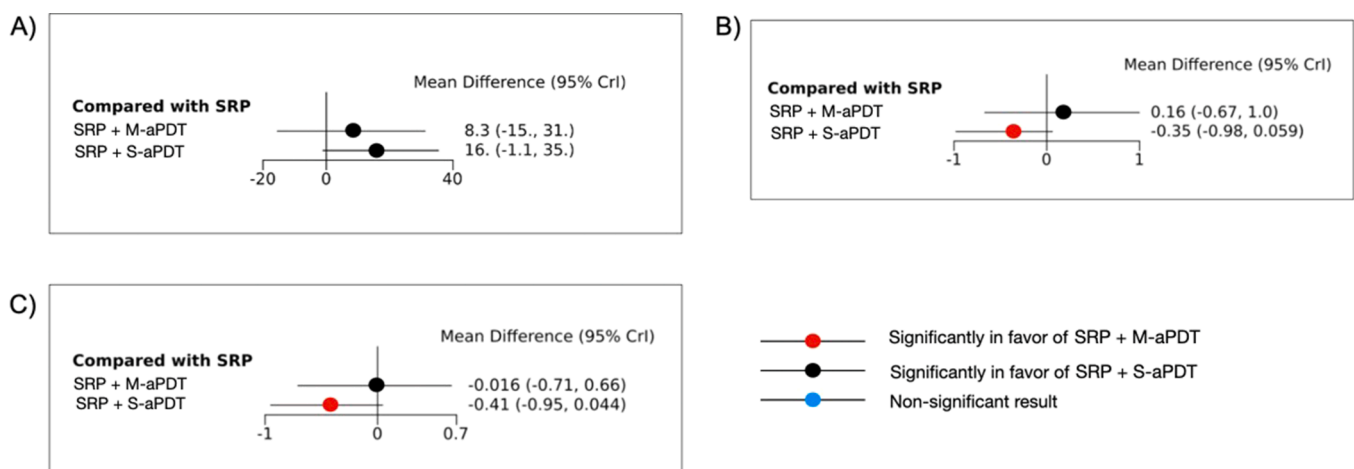 A)
Mean Difference (95% CrI)
Compared with SRP
SRP + M-aPDT 8.3 (-15., 31.)
SRP + S-aPDT 16. (-1.1, 35.)
-20 0 40
B)
Mean Difference (95% CrI)
Compared with SRP
SRP + M-aPDT 0.16 (-0.67, 1.0)
SRP + S-aPDT -0.35 (-0.98, 0.059)
-1 0 1
C)
Mean Difference (95% CrI)
Compared with SRP
SRP + M-aPDT -0.016 (-0.71, 0.66)
SRP + S-aPDT -0.41 (-0.95, 0.044)
-1 0 0.7
Significantly in favor of SRP + M-aPDT
Significantly in favor of SRP + S-aPDT
Non-significant result